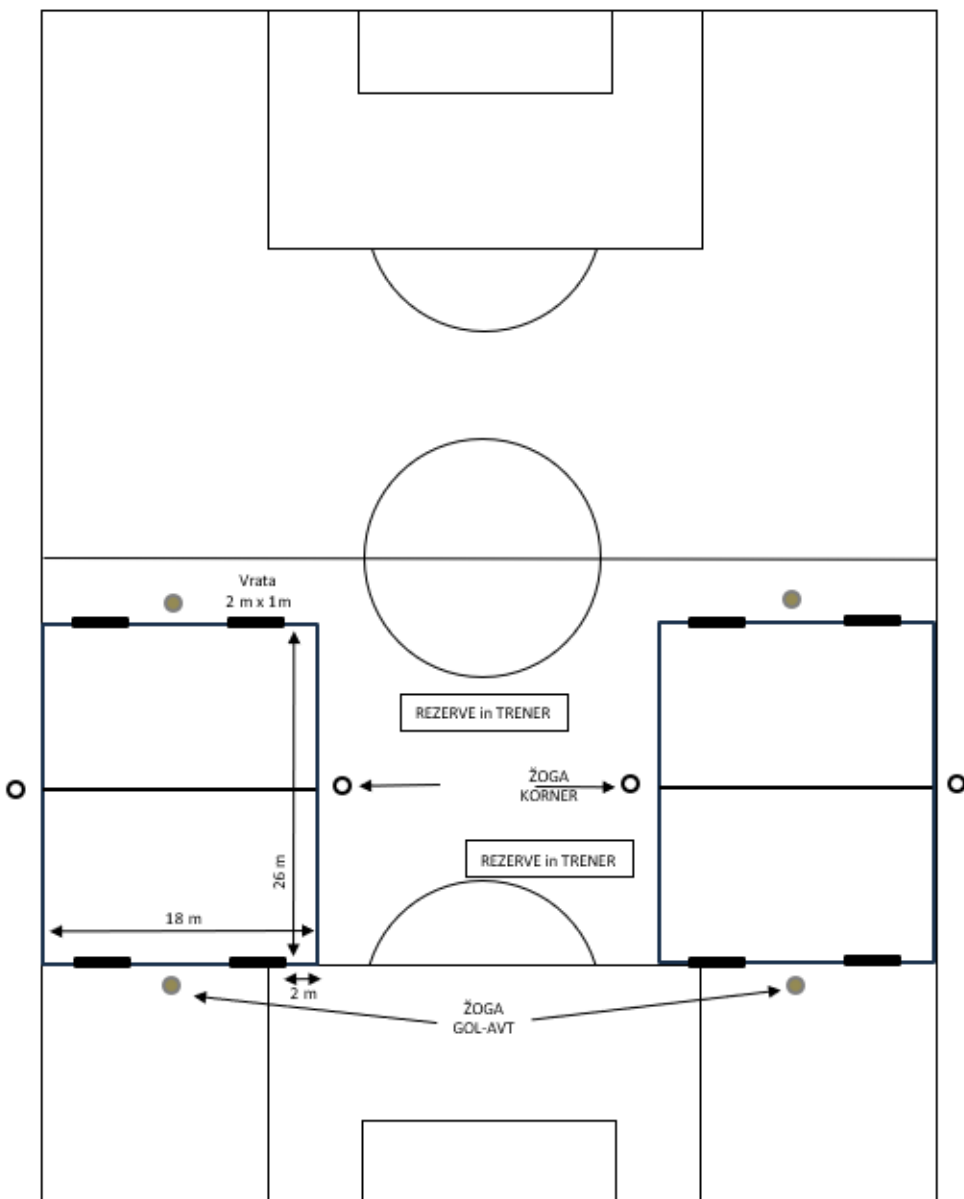 Vrata
2 m x 1m
REZERVE in TRENER
ŽOGA
KORNER
REZERVE in TRENER
26 m
18 m
2 m
ŽOGA
GOL-AVT